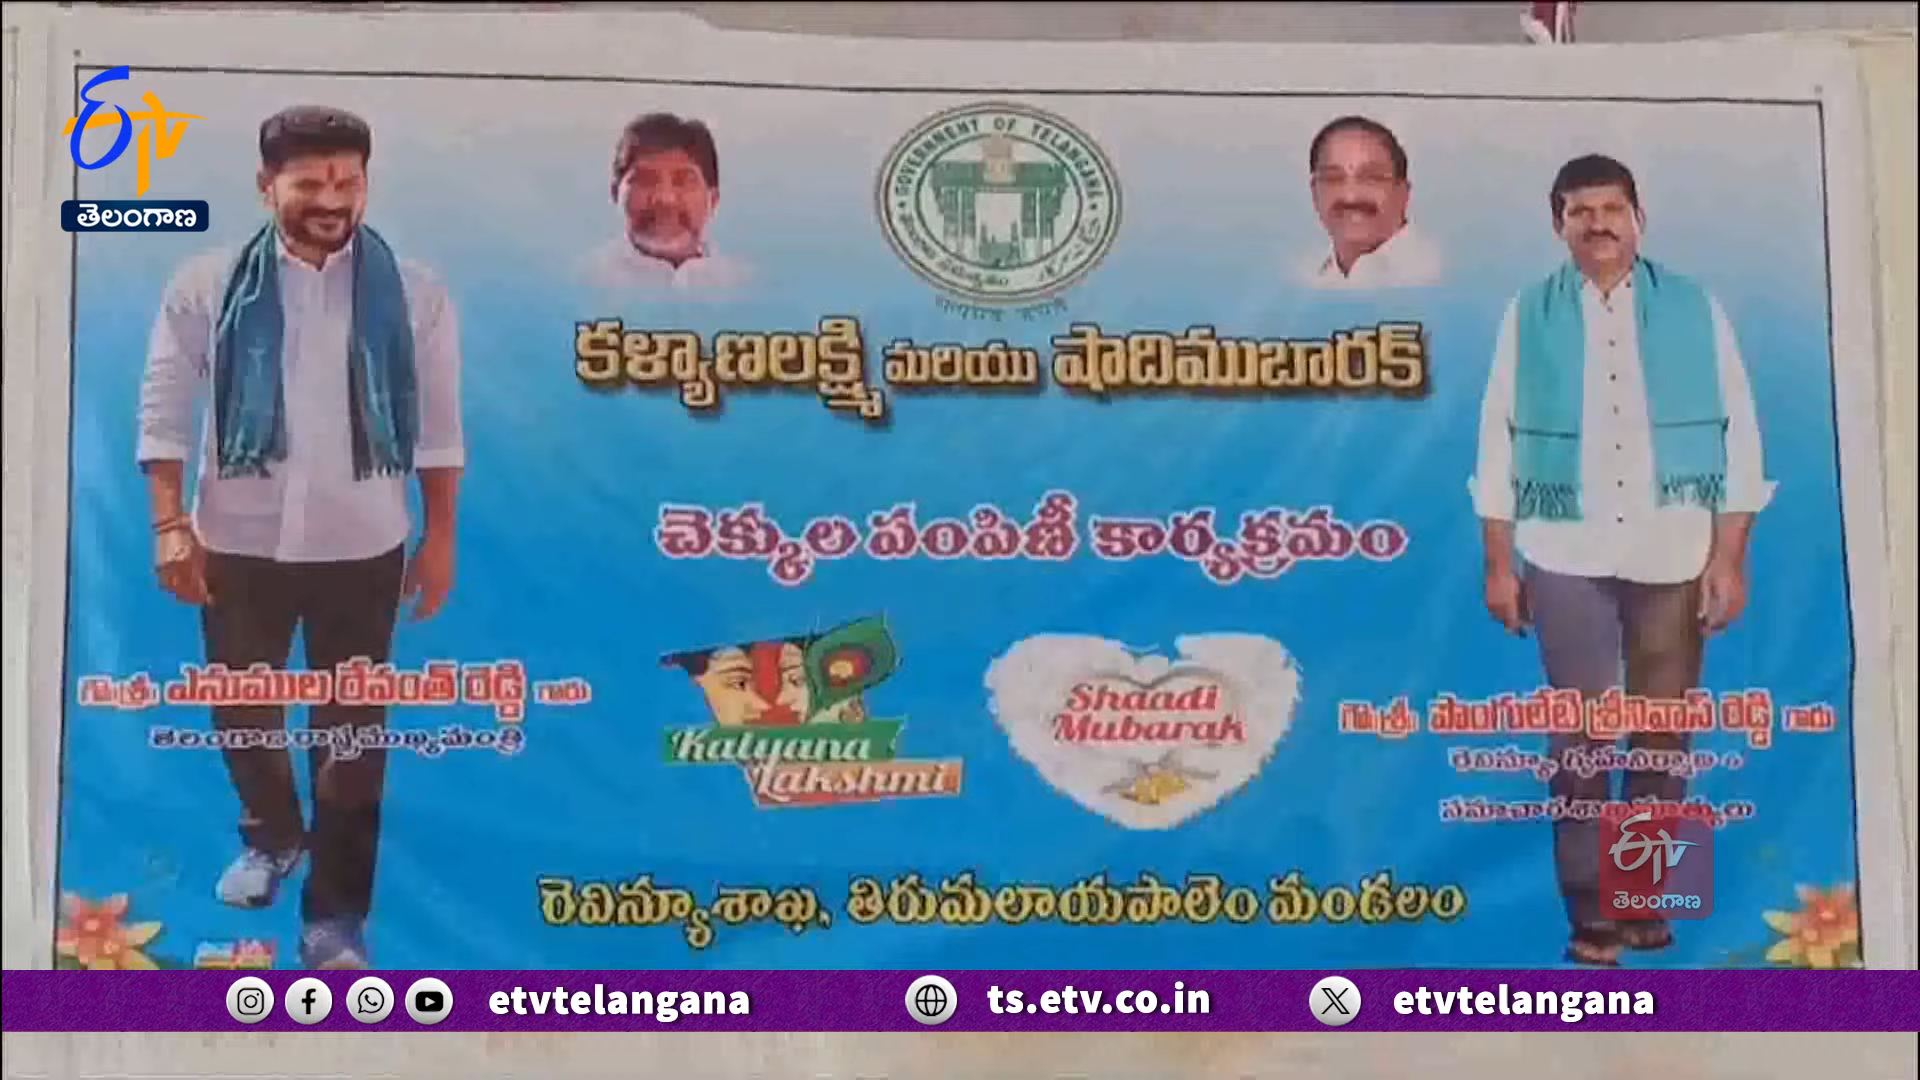 ETV
తెలంగాణ
GOVERNMENT OF TELANGANA
కళ్యాణలక్ష్మి మరియు షాదిముబారక్
చెక్కుల పంపిణీ కార్యక్రమం
గౌ॥శ్రీ॥ ఎనుముల రేవంత్ రెడ్డి గారు
తెలంగాణ రాష్ట్ర ముఖ్యమంత్రి
Kalyana
Lakshmi
Shaadi
Mubarak
గౌ॥శ్రీ॥ పొంగులేటి శ్రీనివాస్ రెడ్డి గారు
రెవిన్యూ, గృహనిర్మాణ
సమాచార శాఖామాత్యులు
రెవిన్యూశాఖ, తిరుమలాయపాలెం మండలం
తెలంగాణ
etvtelangana
ts.etv.co.in
etvtelangana